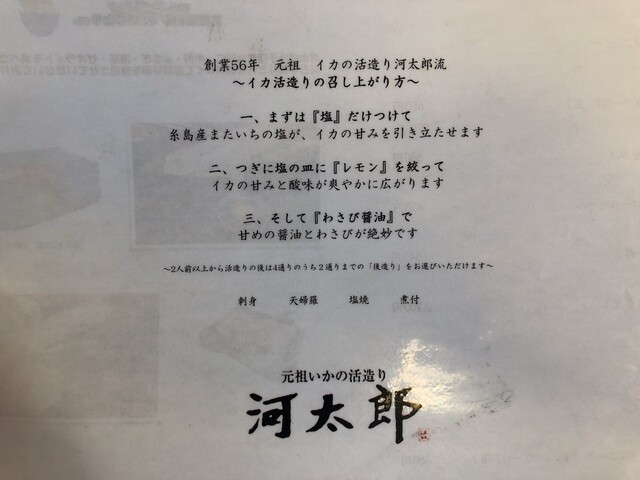 創業56年　元祖　イカの活造り河太郎流
～イカ活造りの召し上がり方～
一、まずは『塩』だけつけて
糸島産またいちの塩が、イカの甘みを引き立たせます
二、つぎに塩の皿に『レモン』を絞って
イカの甘みと酸味が爽やかに広がります
三、そして『わさび醤油』で
甘めの醤油とわさびが絶妙です
～2人前以上から活造りの後は4通りのうち2通りまでの「後造り」をお選びいただけます～
刺身　　天婦羅　　塩焼　　煮付
元祖いかの活造り
河太郎